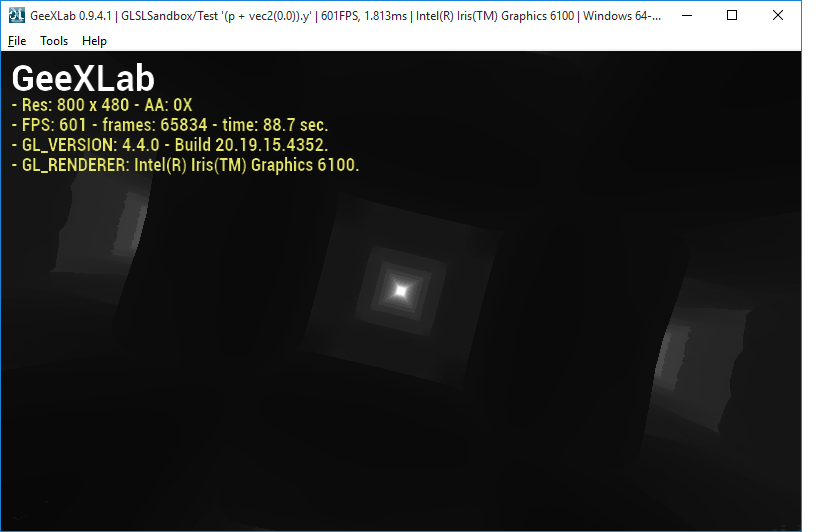 GeeXLab 0.9.4.1 | GLSLSandbox/Test '(p + vec2(0.0)).y' | 601FPS, 1.813ms | Intel(R) Iris(TM) Graphics 6100 | Windows 64-...
File Tools Help
GeeXLab
- Res: 800 x 480 - AA: 0X
- FPS: 601 - frames: 65834 - time: 88.7 sec.
- GL_VERSION: 4.4.0 - Build 20.19.15.4352.
- GL_RENDERER: Intel(R) Iris(TM) Graphics 6100.